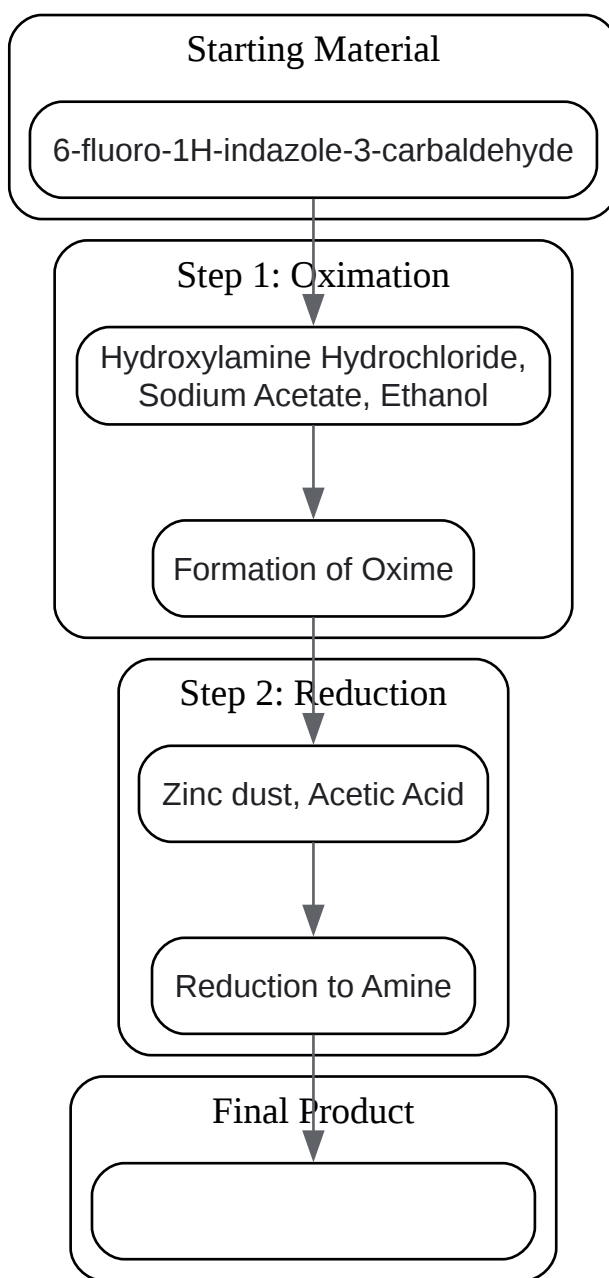 Starting Material
6-fluoro-1H-indazole-3-carbaldehyde
Step 1: Oximation
Hydroxylamine Hydrochloride,
Sodium Acetate, Ethanol
Formation of Oxime
Step 2: Reduction
Zinc dust, Acetic Acid
Reduction to Amine
Final Product